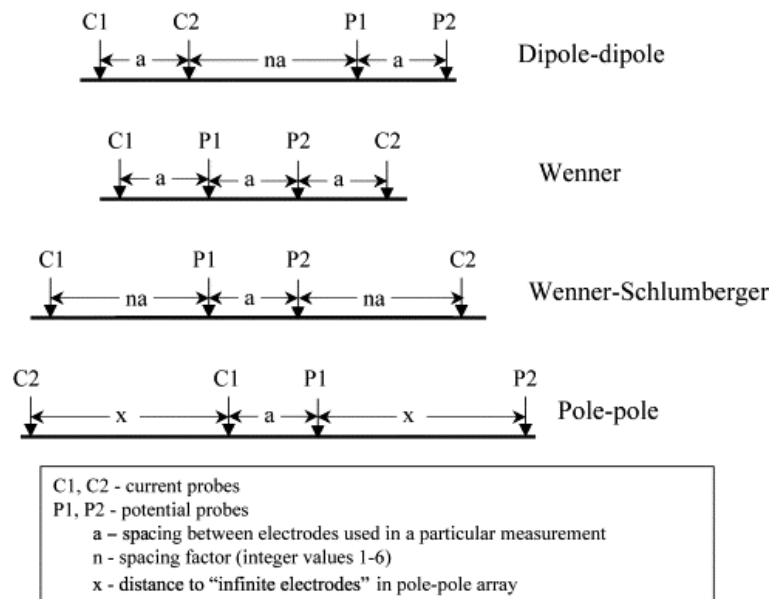 C1 C2 P1 P2
a na a
Dipole-dipole
C1 P1 P2 C2
a a a
Wenner
C1 P1 P2 C2
na a na
Wenner-Schlumberger
C2 C1 P1 P2
x a x
Pole-pole
C1, C2 - current probes
P1, P2 - potential probes
a – spacing between electrodes used in a particular measurement
n - spacing factor (integer values 1-6)
x - distance to “infinite electrodes” in pole-pole array